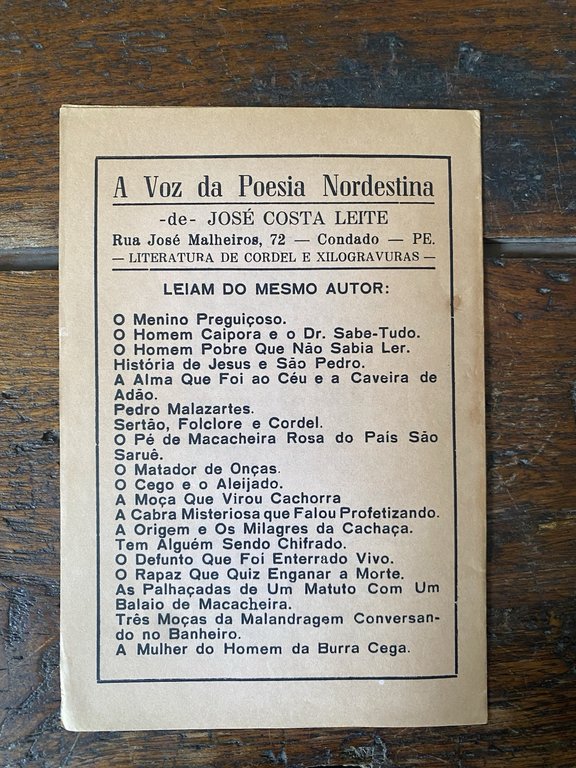 A Voz da Poesia Nordestina
-de- JOSÉ COSTA LEITE
Rua José Malheiros, 72 — Condado — PE.
— LITERATURA DE CORDEL E XILOGRAVURAS —
LEIAM DO MESMO AUTOR:
O Menino Preguiçoso.
O Homem Caipora e o Dr. Sabe-Tudo.
O Homem Pobre Que Não Sabia Ler.
História de Jesus e São Pedro.
A Alma Que Foi ao Céu e a Caveira de
Adão.
Pedro Malazartes.
Sertão, Folclore e Cordel.
O Pé de Macacheira Rosa do País São
Saruê.
O Matador de Onças.
O Cego e o Aleijado.
A Moça Que Virou Cachorra
A Cabra Misteriosa que Falou Profetizando.
A Origem e Os Milagres da Cachaça.
Tem Alguém Sendo Chifrado.
O Defunto Que Foi Enterrado Vivo.
O Rapaz Que Quiz Enganar a Morte.
As Palhaçadas de Um Matuto Com Um
Balaio de Macacheira.
Três Moças da Malandragem Conversan-
do no Banheiro.
A Mulher do Homem da Burra Cega.